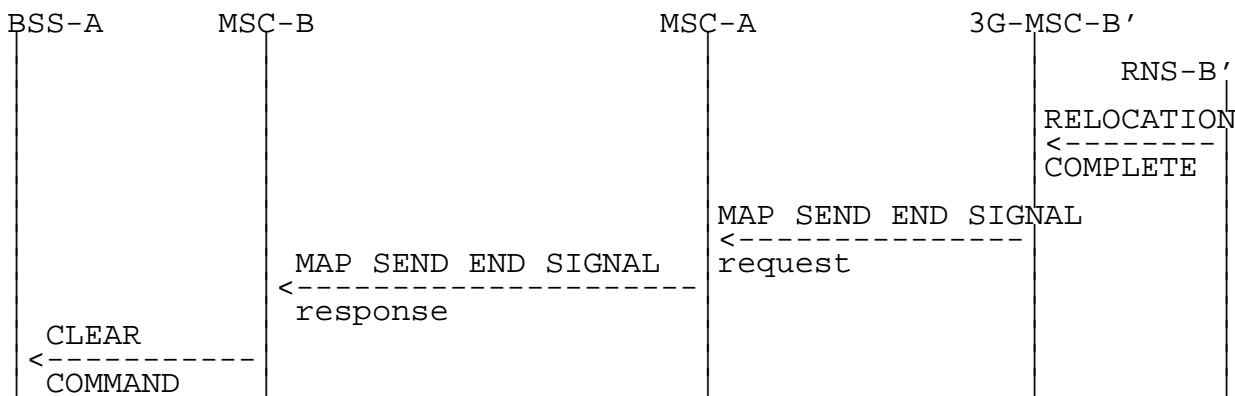 BSS-A MSC-B MSC-A 3G-MSC-B'
RNS-B'
RELOCATION
COMPLETE
MAP SEND END SIGNAL
request
MAP SEND END SIGNAL
response
CLEAR
COMMAND